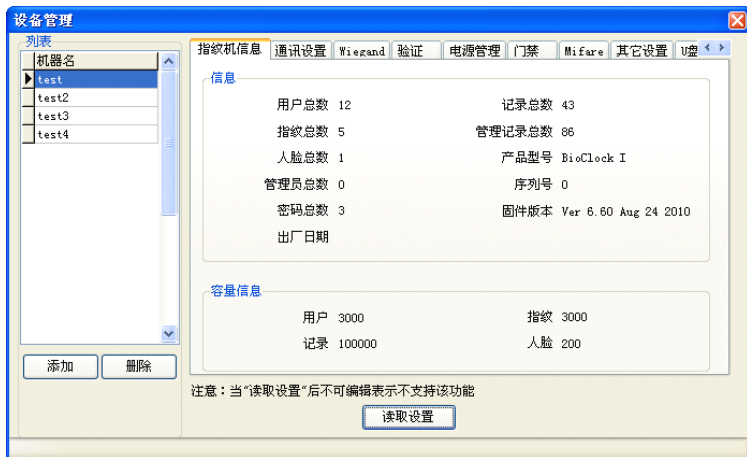 设备管理
列表
机器名
test
test2
test3
test4
添加 删除
指纹机信息 通讯设置 Wiegand 验证 电源管理 门禁 Mifare 其它设置 U盘
信息
用户总数 12 记录总数 43
指纹总数 5 管理记录总数 86
人脸总数 1 产品型号 BioClock I
管理员总数 0 序列号 0
密码总数 3 固件版本 Ver 6.60 Aug 24 2010
出厂日期
容量信息
用户 3000 指纹 3000
记录 100000 人脸 200
注意：当"读取设置"后不可编辑表示不支持该功能
读取设置